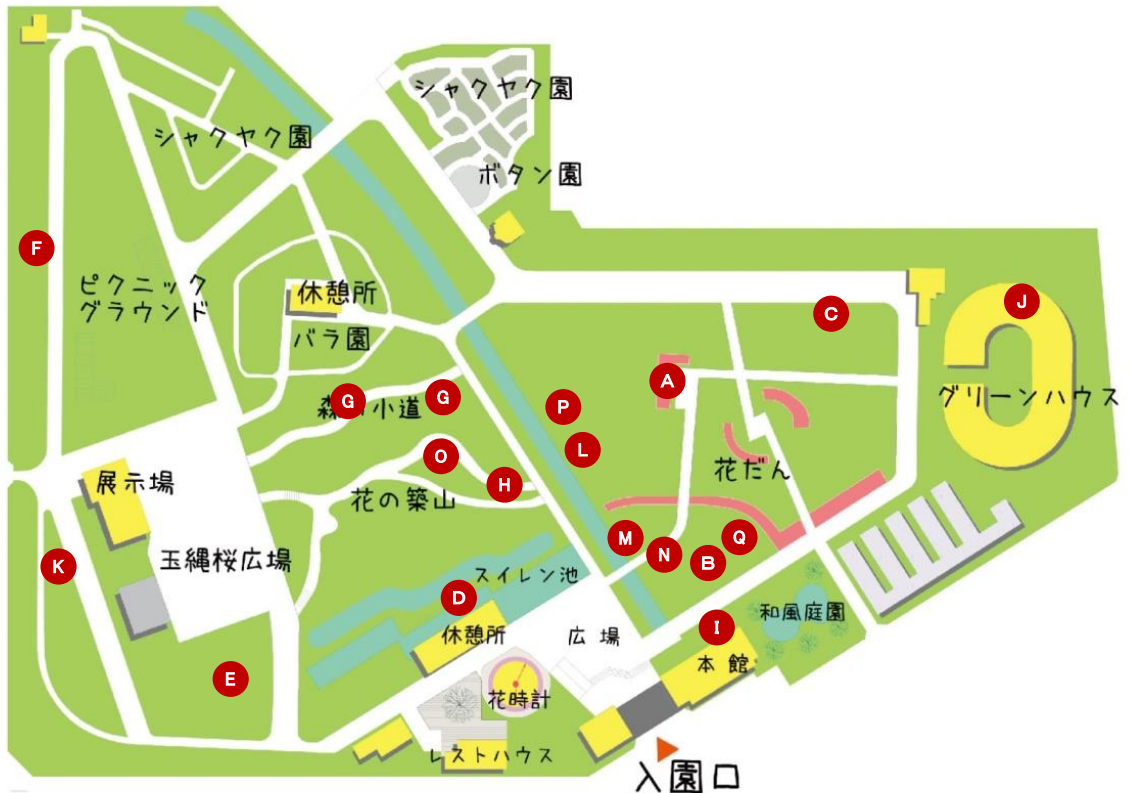 シャクヤク園
シャクヤク園
ボタン園
F
ピクニック
グラウンド
休憩所
バラ園
C
J
A
グリーンハウス
G
G
森 小道
P
L
O
H
花の築山
花だん
展示場
K
玉縄桜広場
M
N
B
Q
スイレン池
D
休憩所
広場
I
和風庭園
本館
E
花時計
レストハウス
入園口